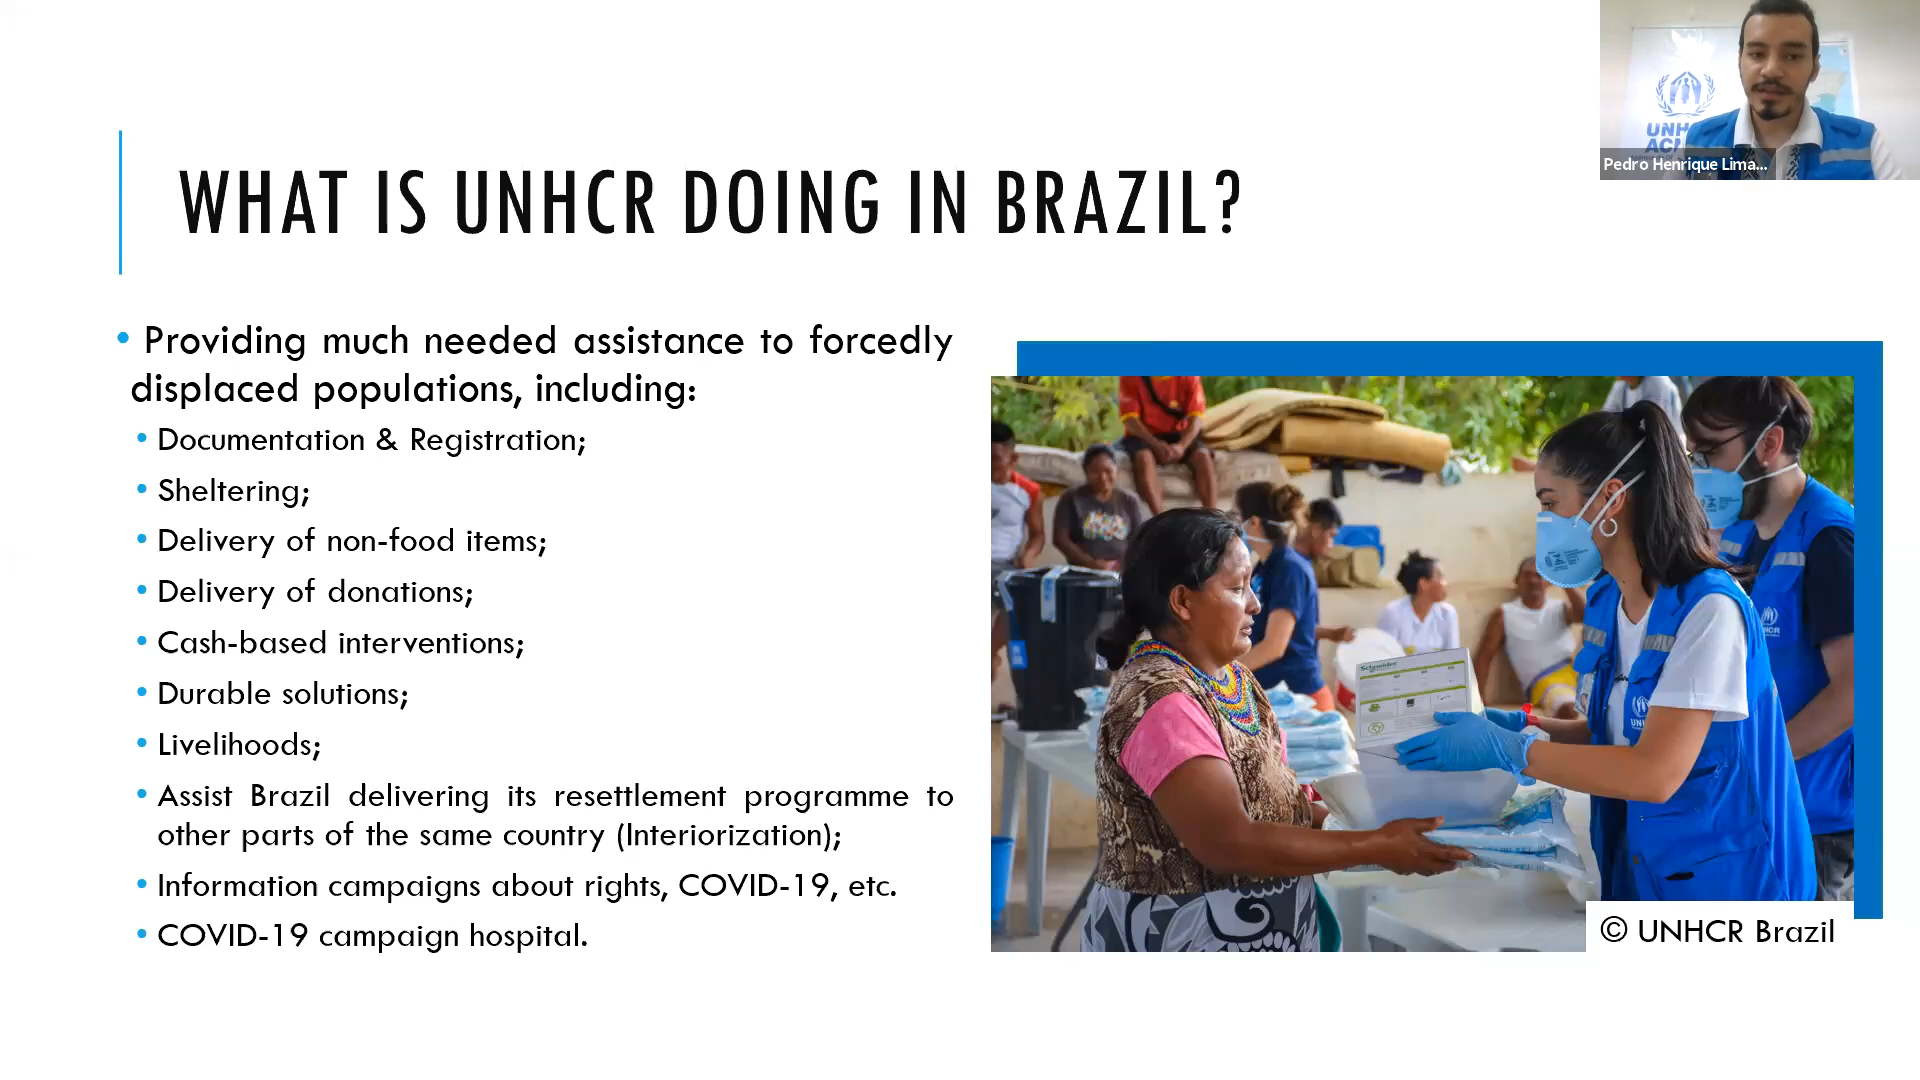 WHAT IS UNHCR DOING IN BRAZIL?
• Providing much needed assistance to forcedly
displaced populations, including:
• Documentation & Registration;
• Sheltering;
• Delivery of non-food items;
• Delivery of donations;
• Cash-based interventions;
• Durable solutions;
• Livelihoods;
• Assist Brazil delivering its resettlement programme to
other parts of the same country (Interiorization);
• Information campaigns about rights, COVID-19, etc.
• COVID-19 campaign hospital.
UNH
Pedro Henrique Lima...
Schneider
© UNHCR Brazil